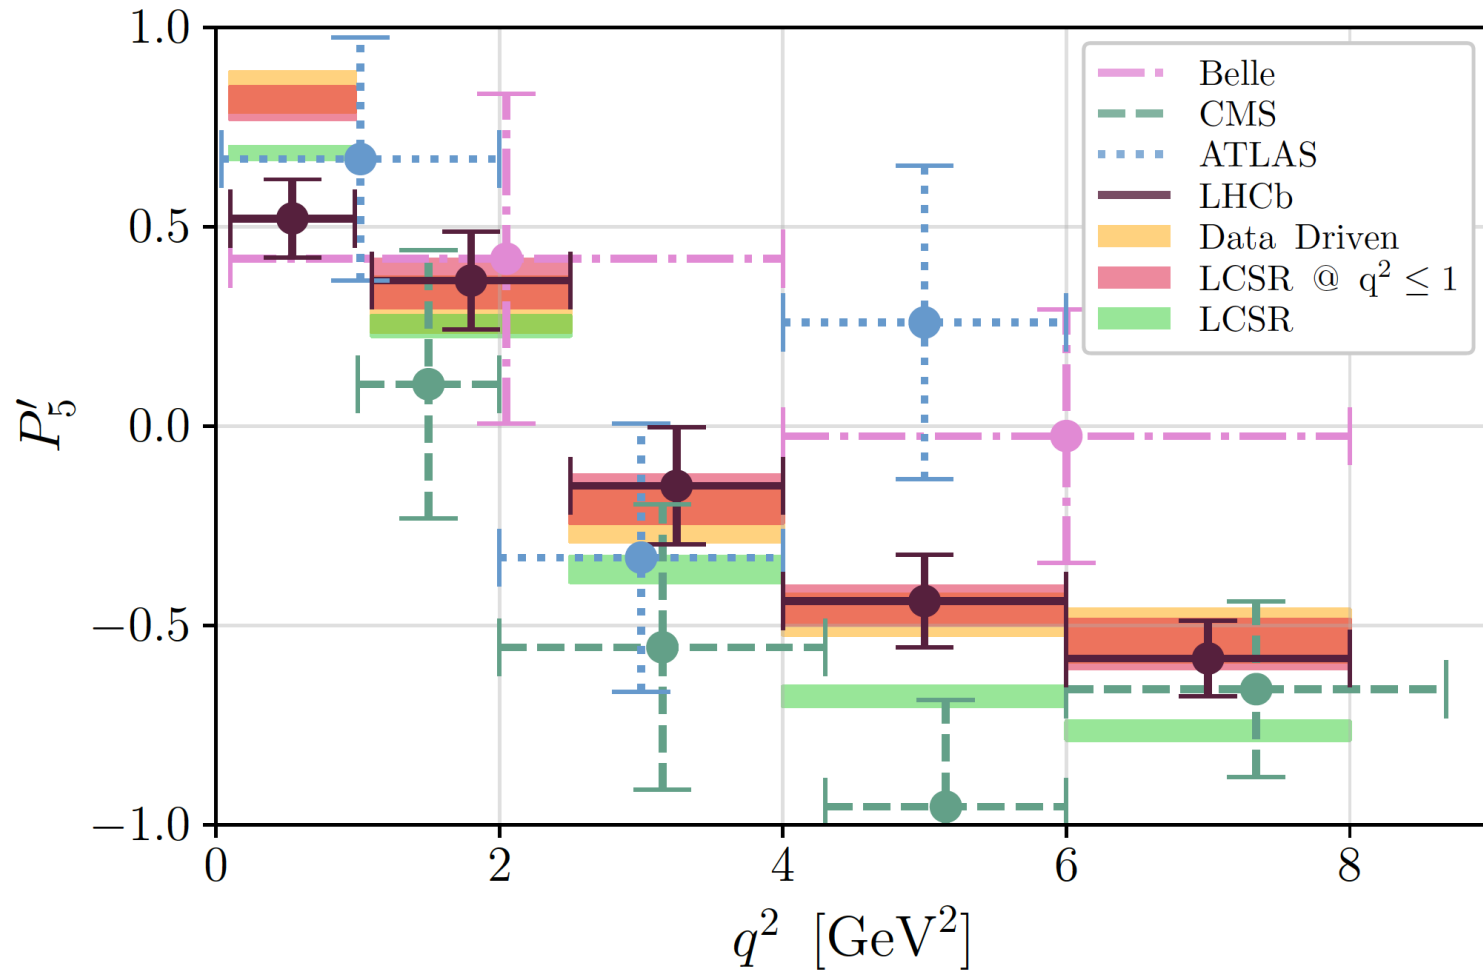 1.0
0.5
0.0
−0.5
−1.0
P′5
0 2 4 6 8
q² [GeV²]
Belle
CMS
ATLAS
LHCb
Data Driven
LCSR @ q² ≤ 1
LCSR